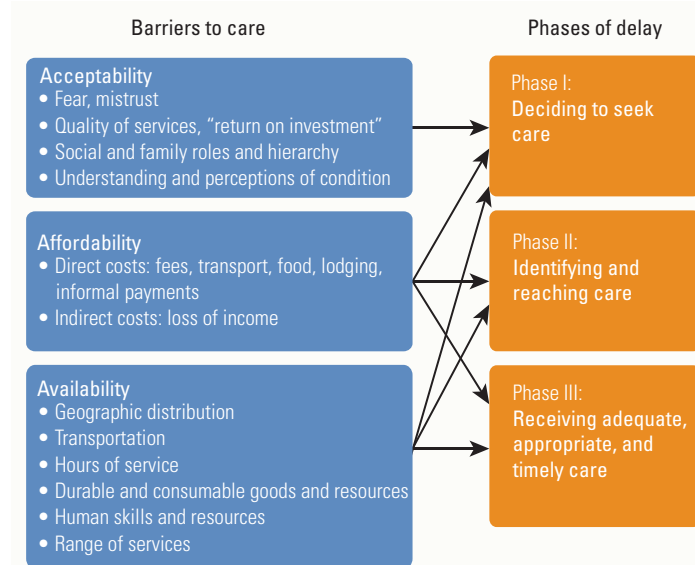 Barriers to care
Phases of delay
Acceptability
• Fear, mistrust
• Quality of services, “return on investment”
• Social and family roles and hierarchy
• Understanding and perceptions of condition
Affordability
• Direct costs: fees, transport, food, lodging,
informal payments
• Indirect costs: loss of income
Availability
• Geographic distribution
• Transportation
• Hours of service
• Durable and consumable goods and resources
• Human skills and resources
• Range of services
Phase I:
Deciding to seek
care
Phase II:
Identifying and
reaching care
Phase III:
Receiving adequate,
appropriate, and
timely care